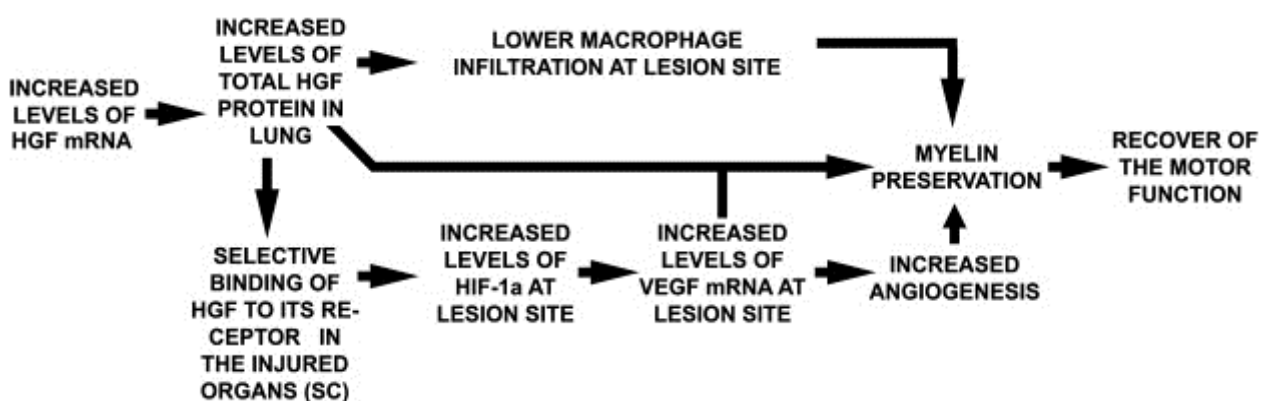 INCREASED
LEVELS OF
HGF mRNA
INCREASED
LEVELS OF
TOTAL HGF
PROTEIN IN
LUNG
LOWER MACROPHAGE
INFILTRATION AT LESION SITE
MYELIN
PRESERVATION
RECOVER OF
THE MOTOR
FUNCTION
SELECTIVE
BINDING OF
HGF TO ITS RE-
CEPTOR IN
THE INJURED
ORGANS (SC)
INCREASED
LEVELS OF
HIF-1a AT
LESION SITE
INCREASED
LEVELS OF
VEGF mRNA AT
LESION SITE
INCREASED
ANGIOGENESIS